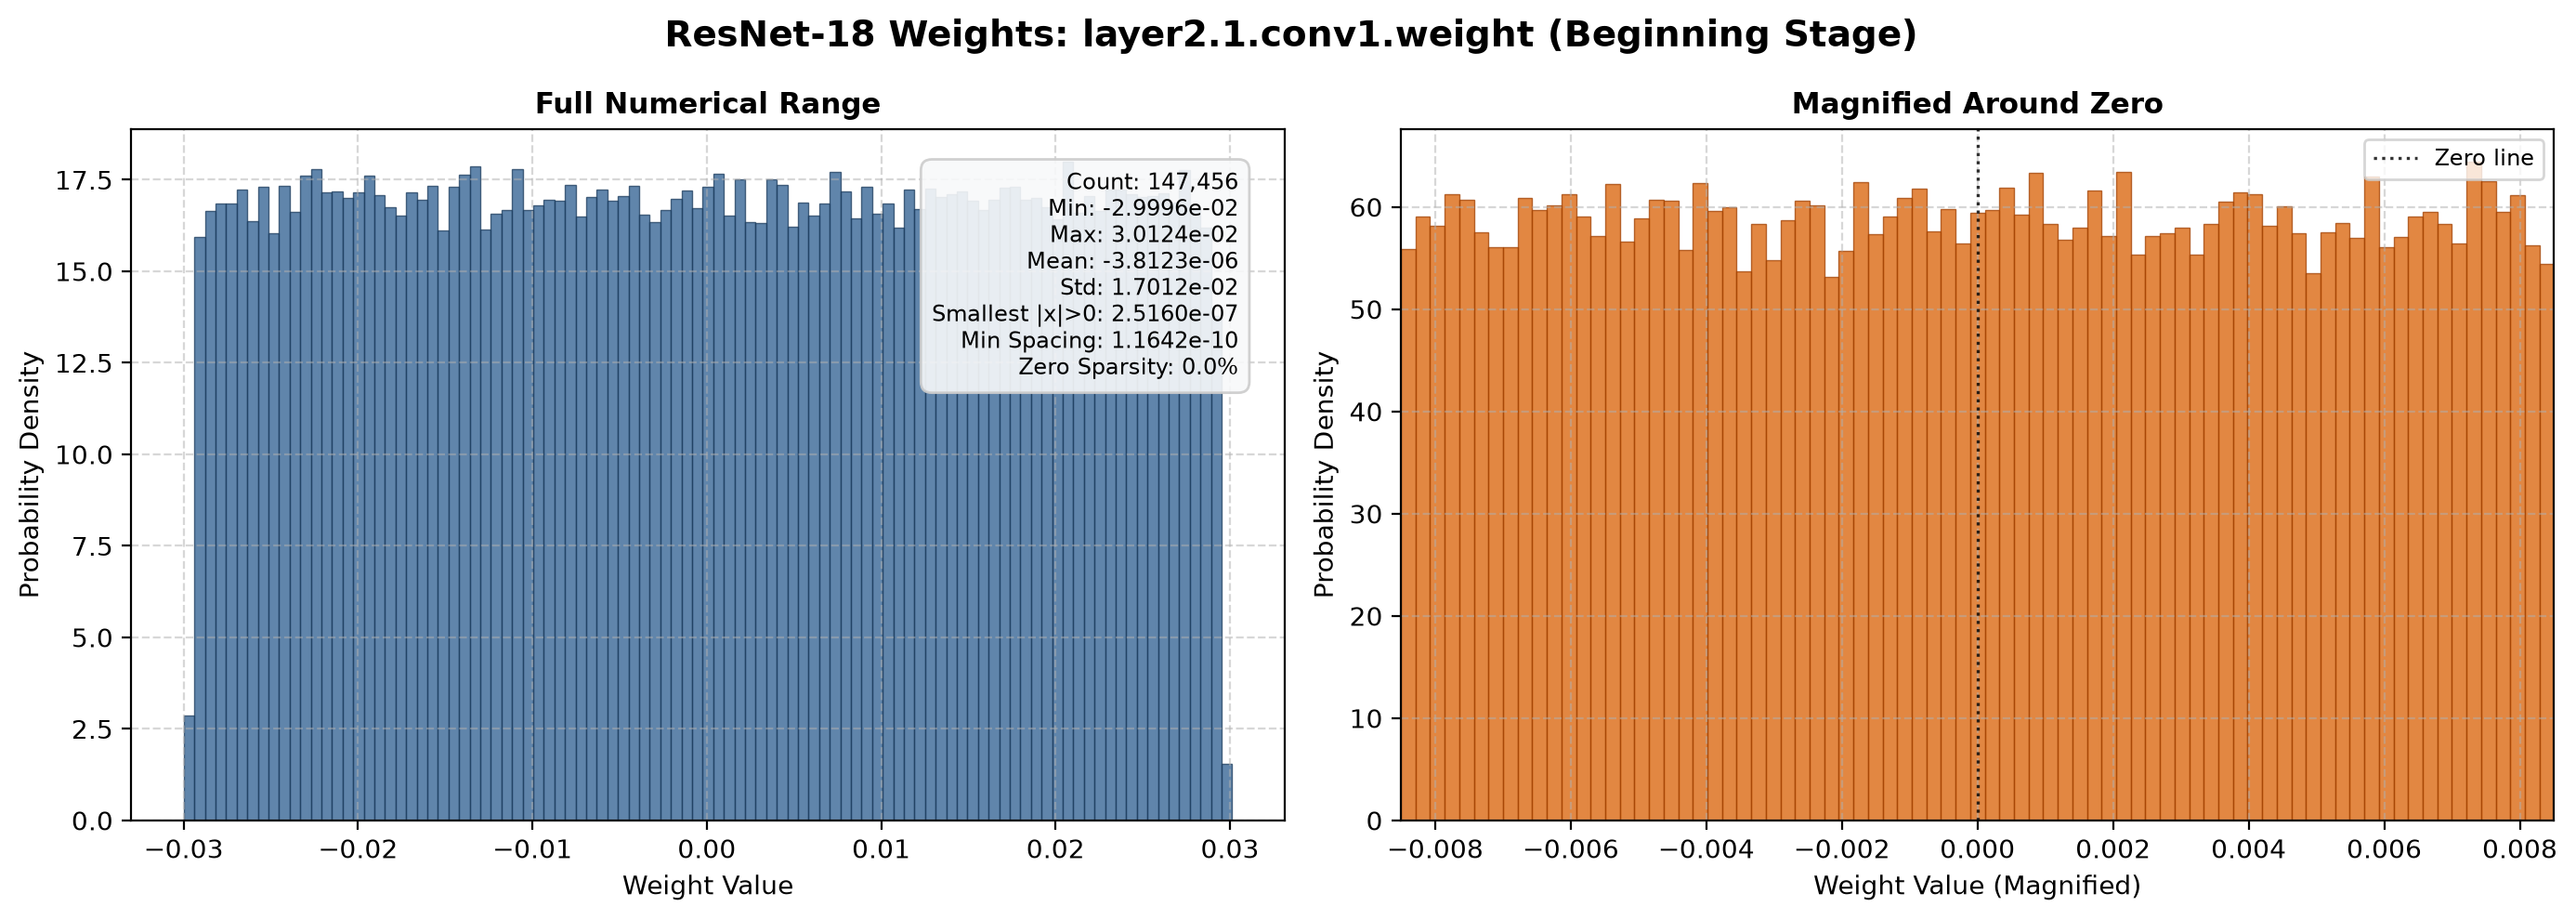 ResNet-18 Weights: layer2.1.conv1.weight (Beginning Stage)
Full Numerical Range
Probability Density
17.5
15.0
12.5
10.0
7.5
5.0
2.5
0.0
Count: 147,456
Min: -2.9996e-02
Max: 3.0124e-02
Mean: -3.8123e-06
Std: 1.7012e-02
Smallest |x|>0: 2.5160e-07
Min Spacing: 1.1642e-10
Zero Sparsity: 0.0%
−0.03 −0.02 −0.01 0.00 0.01 0.02 0.03
Weight Value
Magnified Around Zero
Probability Density
60
50
40
30
20
10
0
Zero line
−0.008 −0.006 −0.004 −0.002 0.000 0.002 0.004 0.006 0.008
Weight Value (Magnified)